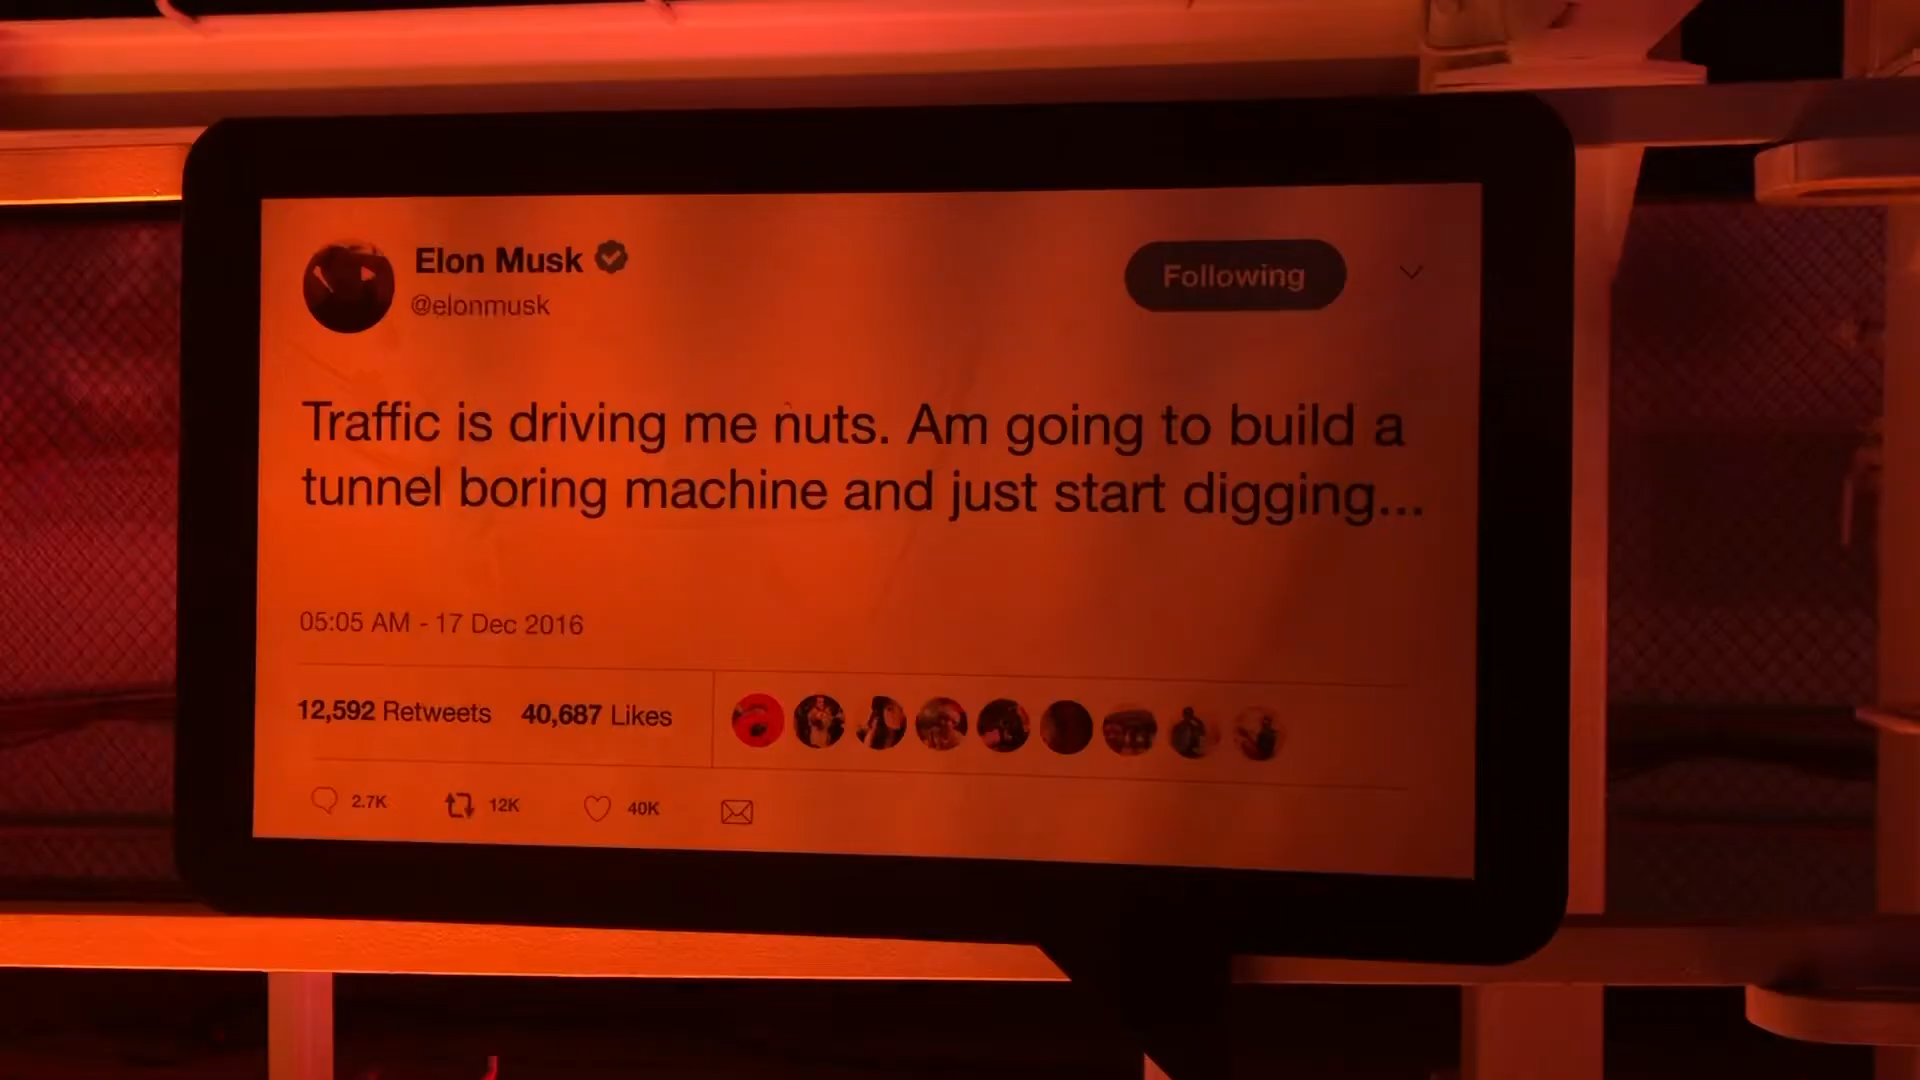 Elon Musk
@elonmusk
Following
Traffic is driving me nuts. Am going to build a
tunnel boring machine and just start digging...
05:05 AM - 17 Dec 2016
12,592 Retweets 40,687 Likes
2.7K 12K 40K